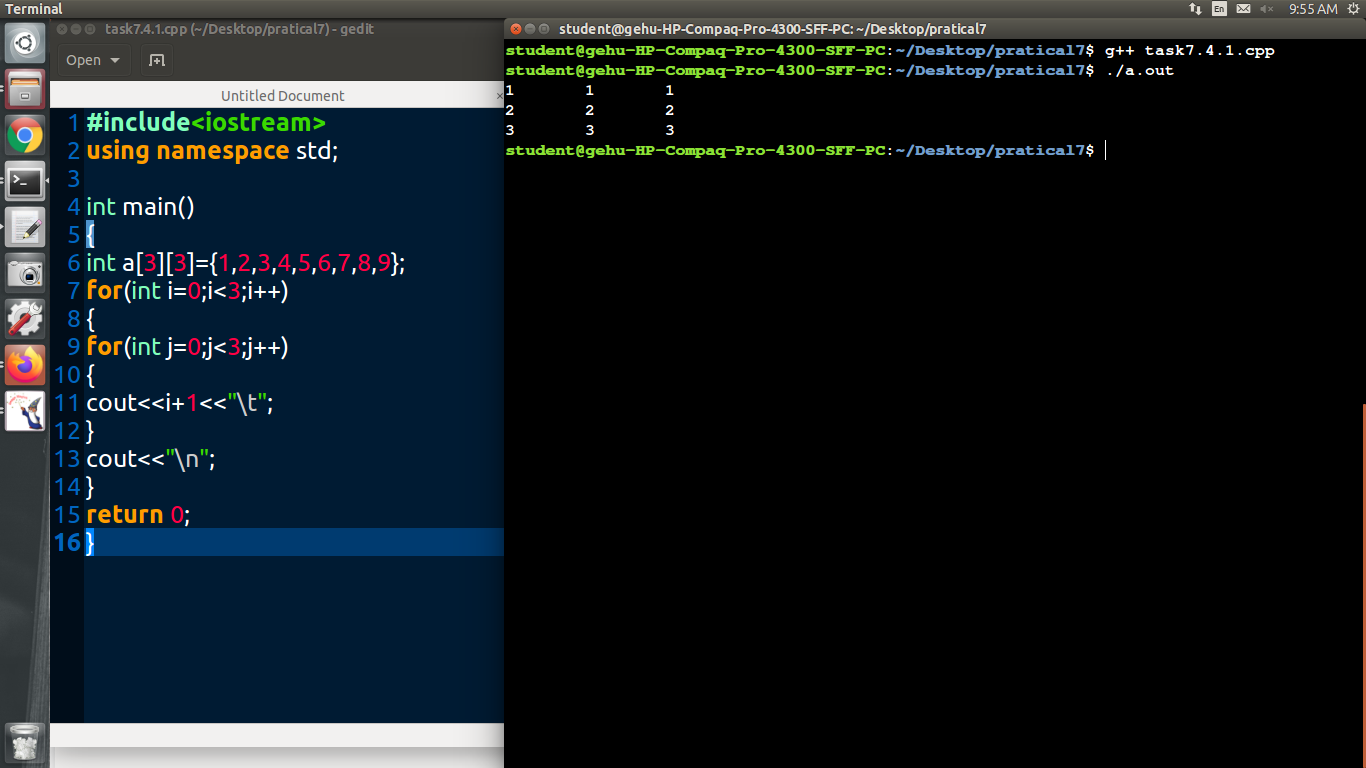 Terminal
En
9:55 AM
task7.4.1.cpp (~/Desktop/pratical7) - gedit
Open
Untitled Document
×
1 #include<iostream>
2 using namespace std;
3
4 int main()
5 {
6 int a[3][3]={1,2,3,4,5,6,7,8,9};
7 for(int i=0;i<3;i++)
8 {
9 for(int j=0;j<3;j++)
10 {
11 cout<<i+1<<"\t";
12 }
13 cout<<"\n";
14 }
15 return 0;
16 }
student@gehu-HP-Compaq-Pro-4300-SFF-PC: ~/Desktop/pratical7
student@gehu-HP-Compaq-Pro-4300-SFF-PC:~/Desktop/pratical7$ g++ task7.4.1.cpp
student@gehu-HP-Compaq-Pro-4300-SFF-PC:~/Desktop/pratical7$ ./a.out
1 1 1
2 2 2
3 3 3
student@gehu-HP-Compaq-Pro-4300-SFF-PC:~/Desktop/pratical7$